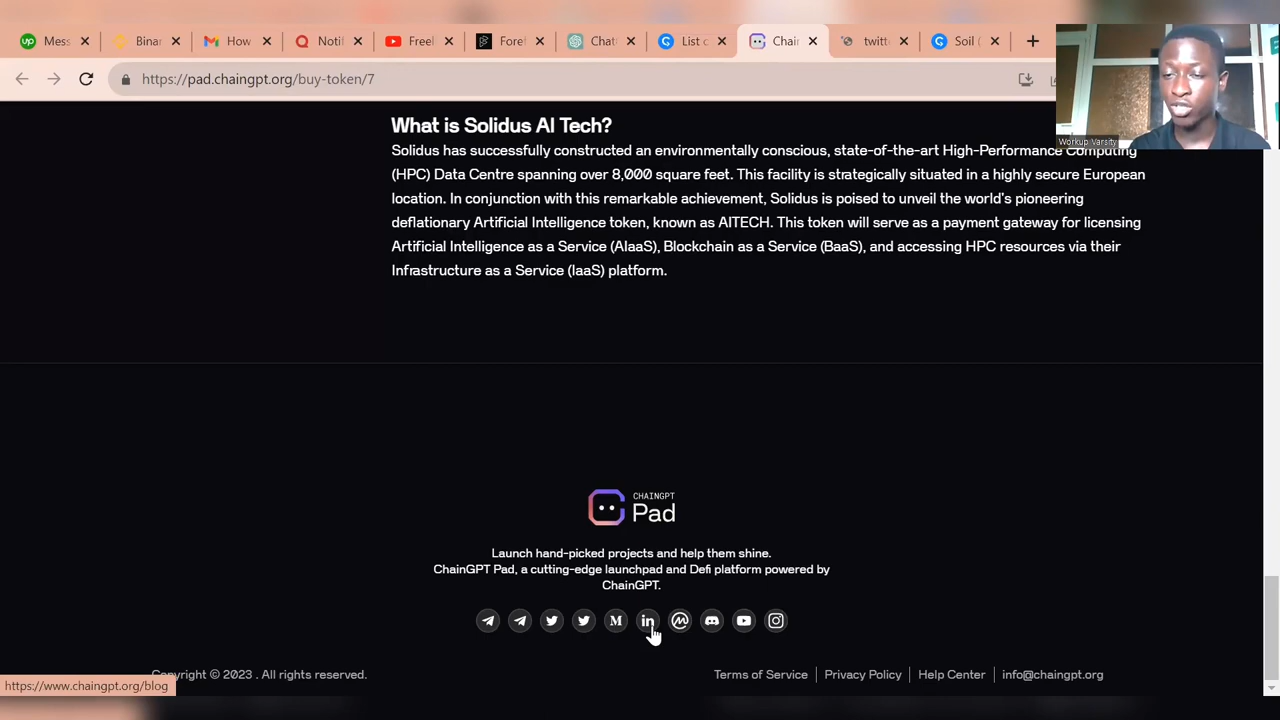 Mess
Binar
How
Notif
Freel
Foref
Chat
List c
Chair
twitte
Soil (
https://pad.chaingpt.org/buy-token/7
Workup Varsity
What is Solidus AI Tech?
Solidus has successfully constructed an environmentally conscious, state-of-the-art High-Performance Computing
(HPC) Data Centre spanning over 8,000 square feet. This facility is strategically situated in a highly secure European
location. In conjunction with this remarkable achievement, Solidus is poised to unveil the world's pioneering
deflationary Artificial Intelligence token, known as AITECH. This token will serve as a payment gateway for licensing
Artificial Intelligence as a Service (AIaaS), Blockchain as a Service (BaaS), and accessing HPC resources via their
Infrastructure as a Service (IaaS) platform.
CHAINGPT
Pad
Launch hand-picked projects and help them shine.
ChainGPT Pad, a cutting-edge launchpad and Defi platform powered by
ChainGPT.
Copyright © 2023 . All rights reserved.
Terms of Service
Privacy Policy
Help Center
info@chaingpt.org
https://www.chaingpt.org/blog